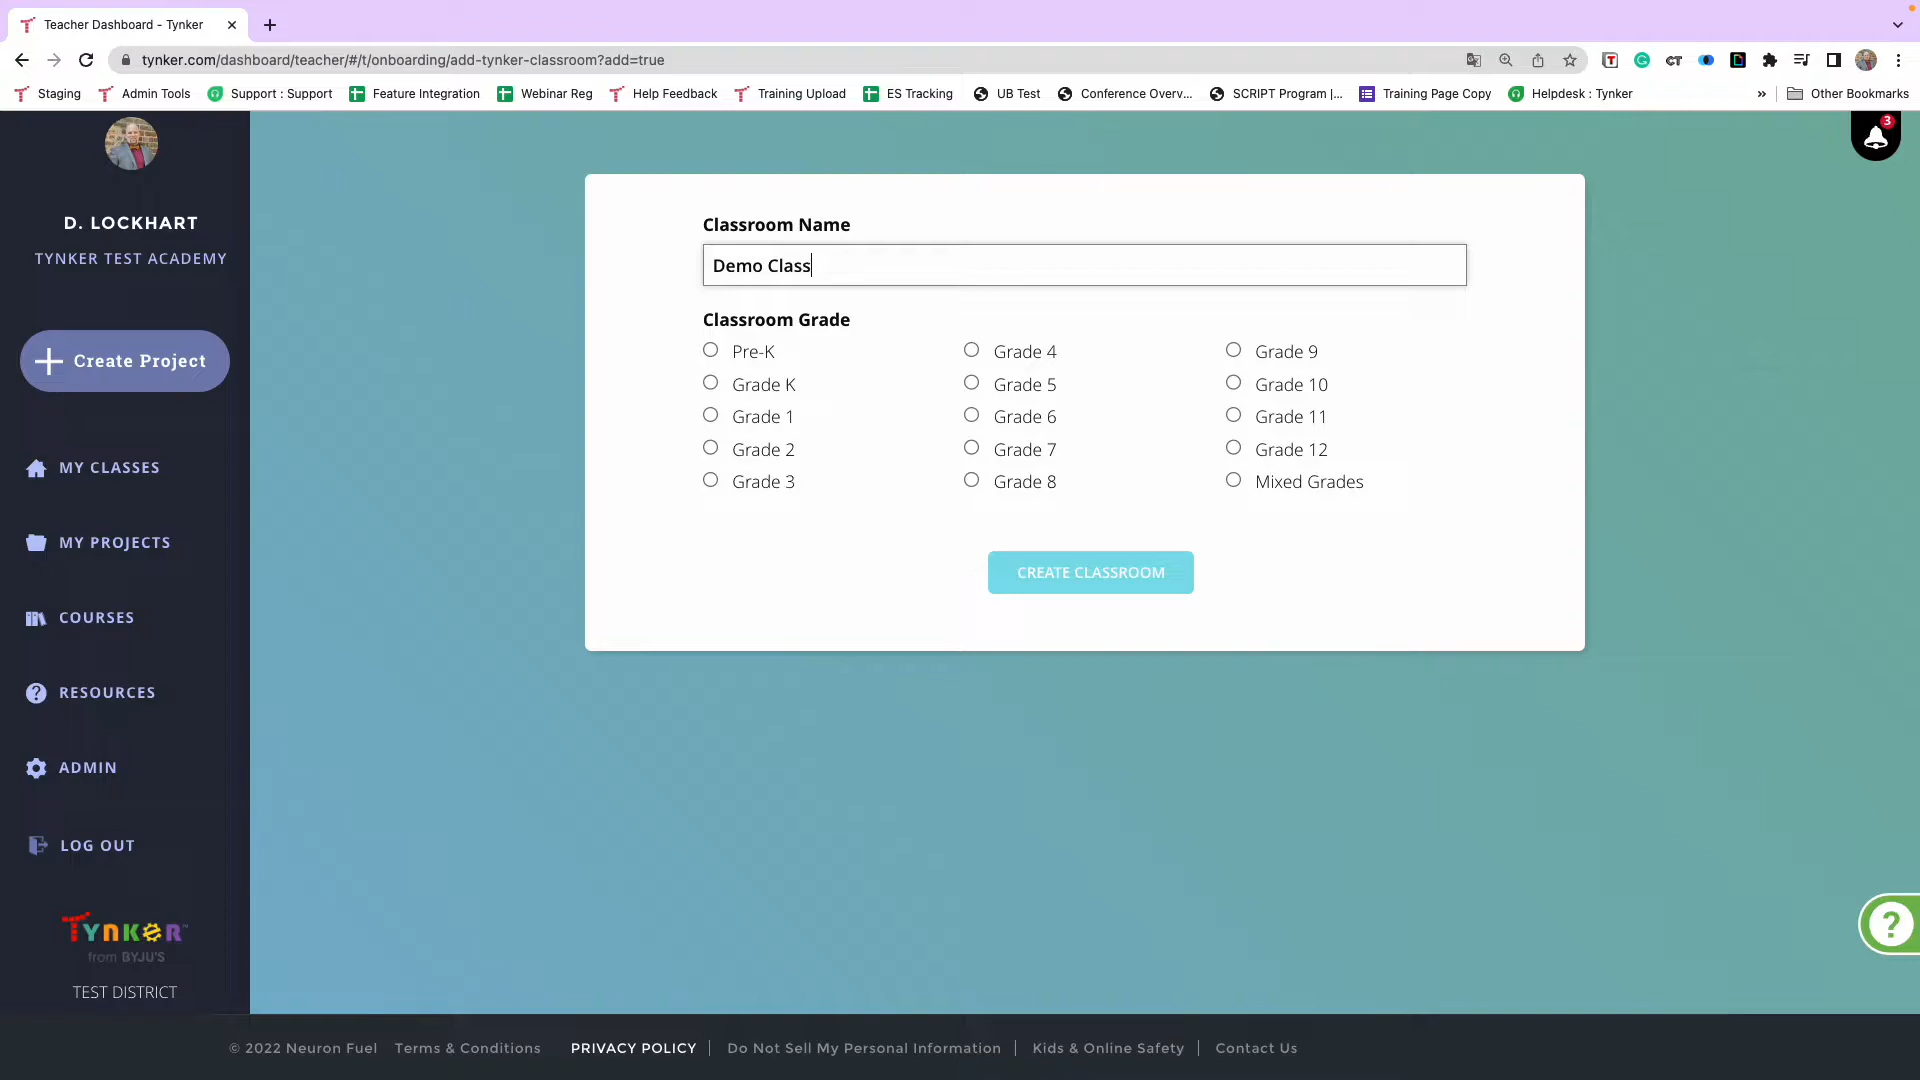 Teacher Dashboard - Tynker
tynker.com/dashboard/teacher/#/t/onboarding/add-tynker-classroom?add=true
Staging
Admin Tools
Support : Support
Feature Integration
Webinar Reg
Help Feedback
Training Upload
ES Tracking
UB Test
Conference Overv...
SCRIPT Program |...
Training Page Copy
Helpdesk : Tynker
»
Other Bookmarks
3
D. LOCKHART
TYNKER TEST ACADEMY
Create Project
MY CLASSES
MY PROJECTS
COURSES
RESOURCES
ADMIN
LOG OUT
TYNKER™
from BYJU'S
TEST DISTRICT
Classroom Name
Demo Class
Classroom Grade
Pre-K
Grade K
Grade 1
Grade 2
Grade 3
Grade 4
Grade 5
Grade 6
Grade 7
Grade 8
Grade 9
Grade 10
Grade 11
Grade 12
Mixed Grades
CREATE CLASSROOM
?
© 2022 Neuron Fuel Terms & Conditions PRIVACY POLICY | Do Not Sell My Personal Information | Kids & Online Safety | Contact Us